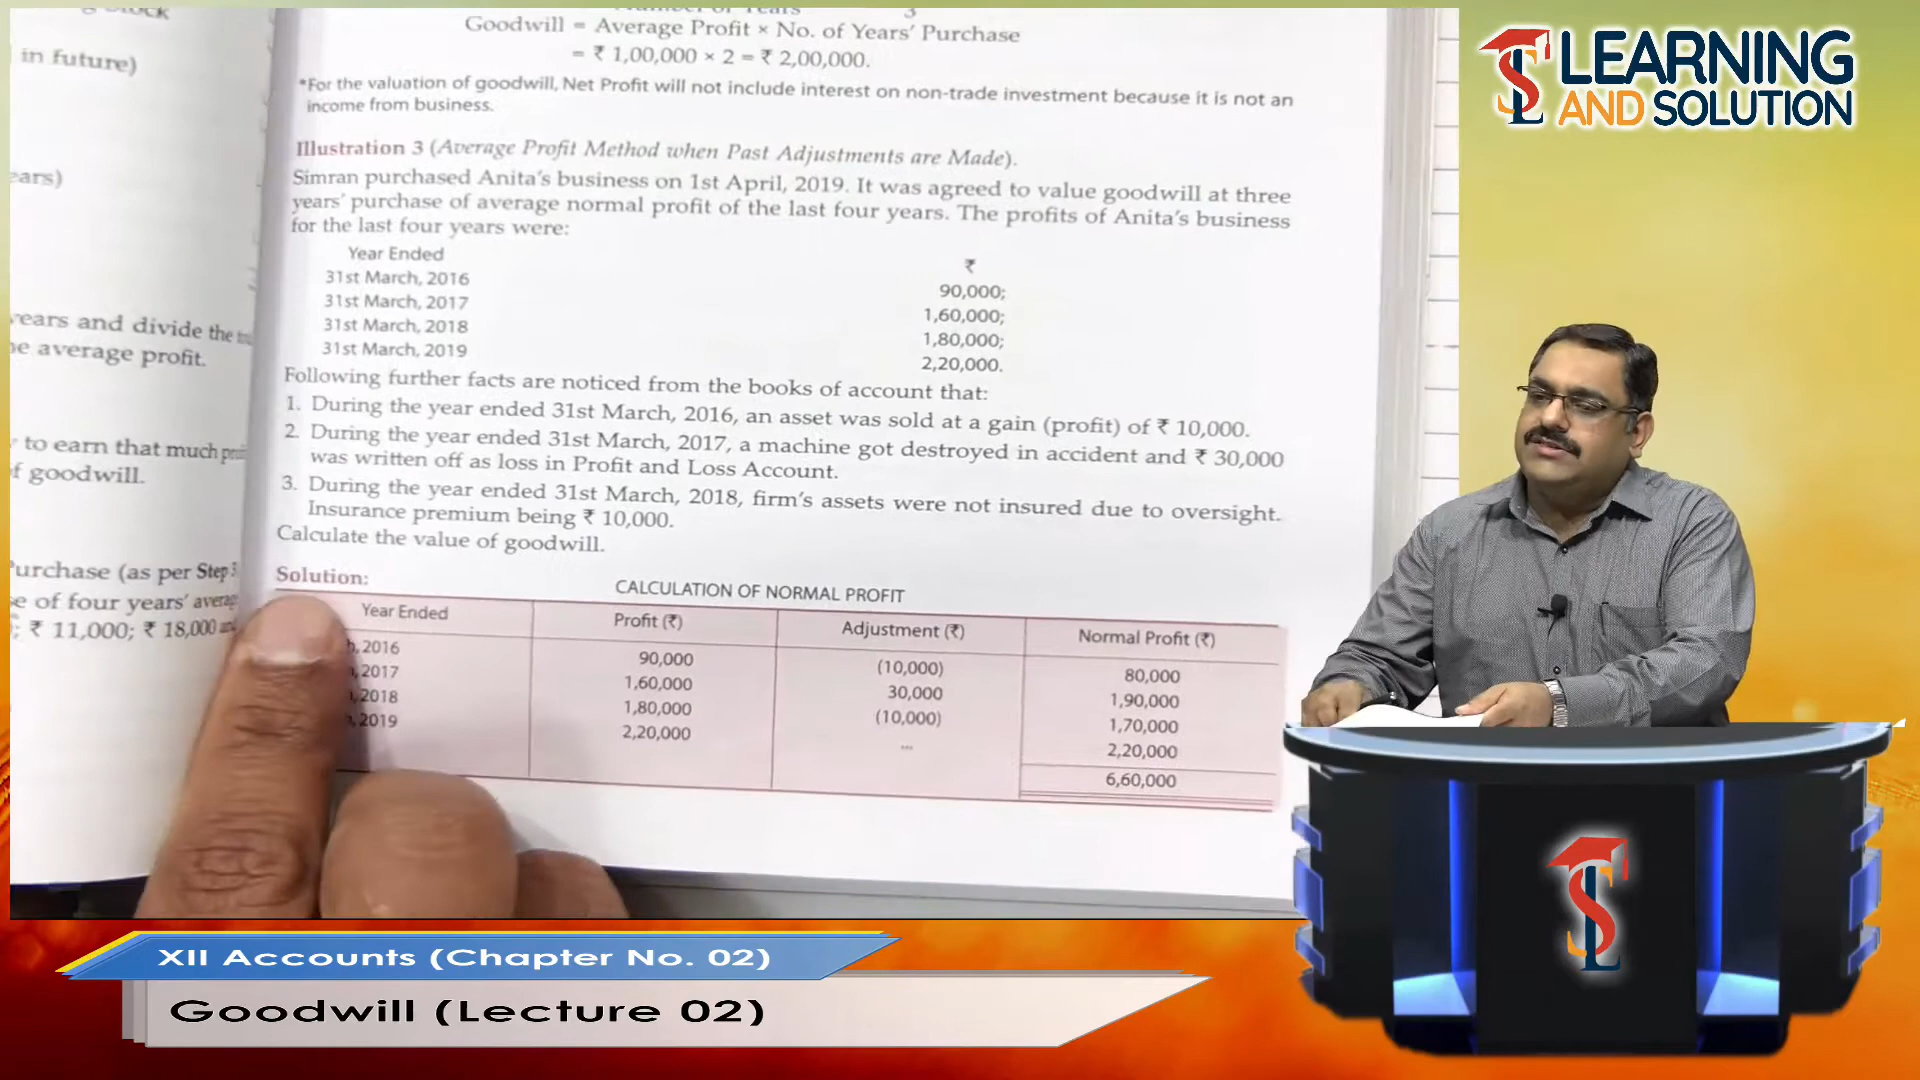 in future)
ears)
ears and divide the
e average profit.
to earn that much
f goodwill.
urchase (as per Step 3
e of four years' average
; ₹ 11,000; ₹ 18,000 and
Goodwill = Average Profit × No. of Years' Purchase
= ₹ 1,00,000 × 2 = ₹ 2,00,000.
*For the valuation of goodwill, Net Profit will not include interest on non-trade investment because it is not an
income from business.
Illustration 3 (Average Profit Method when Past Adjustments are Made).
Simran purchased Anita's business on 1st April, 2019. It was agreed to value goodwill at three
years' purchase of average normal profit of the last four years. The profits of Anita's business
for the last four years were:
Year Ended ₹
31st March, 2016 90,000;
31st March, 2017 1,60,000;
31st March, 2018 1,80,000;
31st March, 2019 2,20,000.
Following further facts are noticed from the books of account that:
1. During the year ended 31st March, 2016, an asset was sold at a gain (profit) of ₹ 10,000.
2. During the year ended 31st March, 2017, a machine got destroyed in accident and ₹ 30,000
was written off as loss in Profit and Loss Account.
3. During the year ended 31st March, 2018, firm's assets were not insured due to oversight.
Insurance premium being ₹ 10,000.
Calculate the value of goodwill.
Solution:
CALCULATION OF NORMAL PROFIT
Year Ended Profit (₹) Adjustment (₹) Normal Profit (₹)
, 2016 90,000 (10,000) 80,000
, 2017 1,60,000 30,000 1,90,000
, 2018 1,80,000 (10,000) 1,70,000
, 2019 2,20,000 ... 2,20,000
6,60,000
LEARNING
AND SOLUTION
XII Accounts (Chapter No. 02)
Goodwill (Lecture 02)